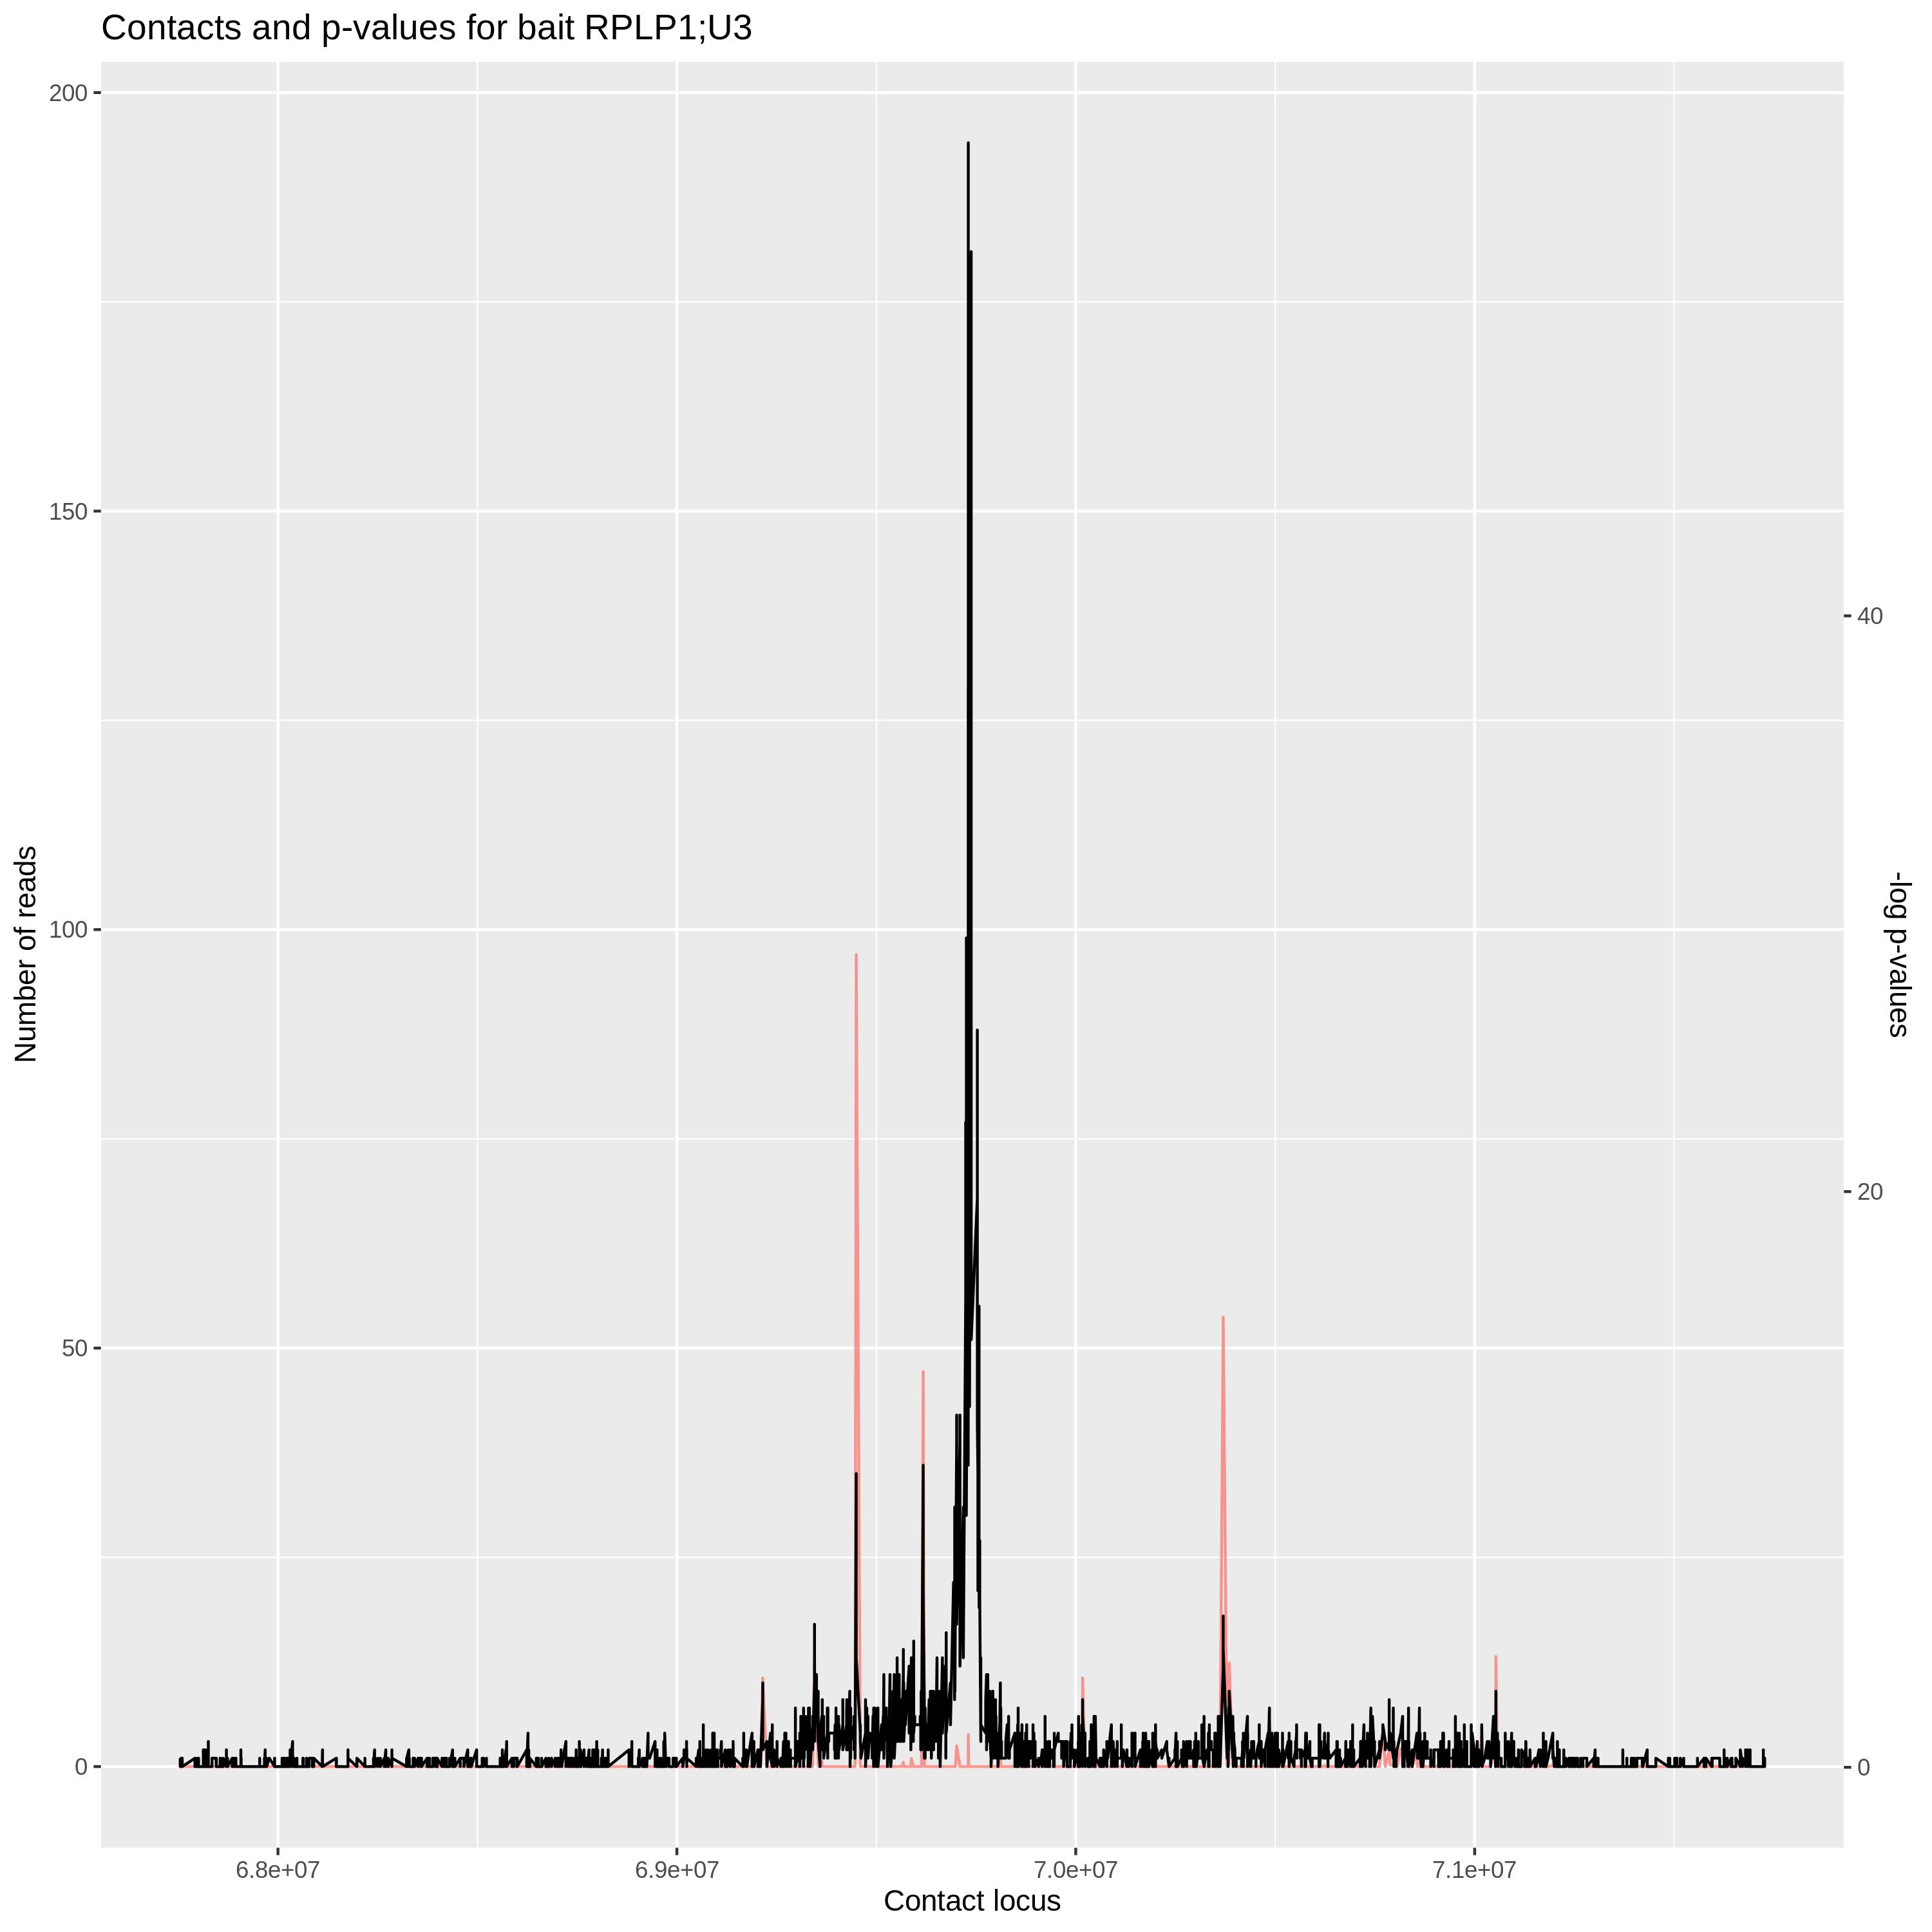 Contacts and p-values for bait RPLP1;U3
200
150
100
50
0
Number of reads
40
20
0
-log p-values
6.8e+07
6.9e+07
7.0e+07
7.1e+07
Contact locus